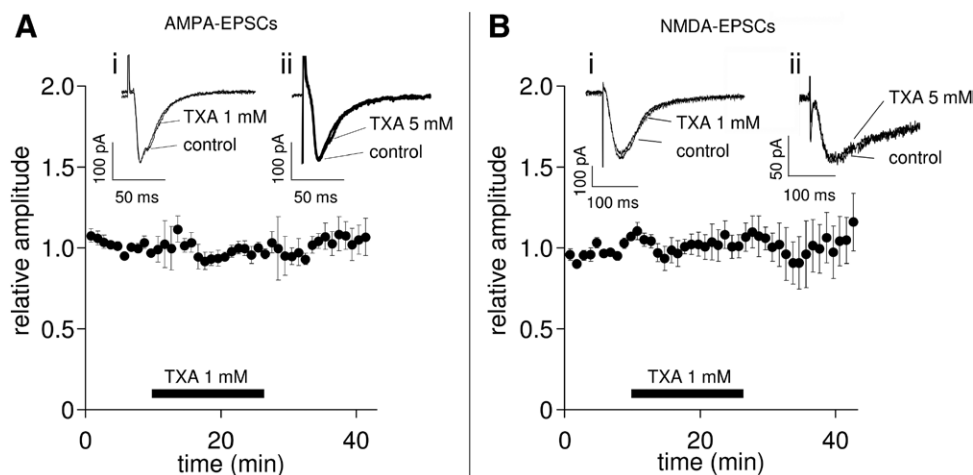 A
AMPA-EPSCs
i
ii
TXA 1 mM
control
100 pA
50 ms
TXA 5 mM
control
100 pA
50 ms
relative amplitude
2.0
1.5
1.0
0.5
0
TXA 1 mM
0
20
40
time (min)
B
NMDA-EPSCs
i
ii
TXA 1 mM
control
100 pA
100 ms
TXA 5 mM
control
50 pA
100 ms
relative amplitude
2.0
1.5
1.0
0.5
0
TXA 1 mM
0
20
40
time (min)